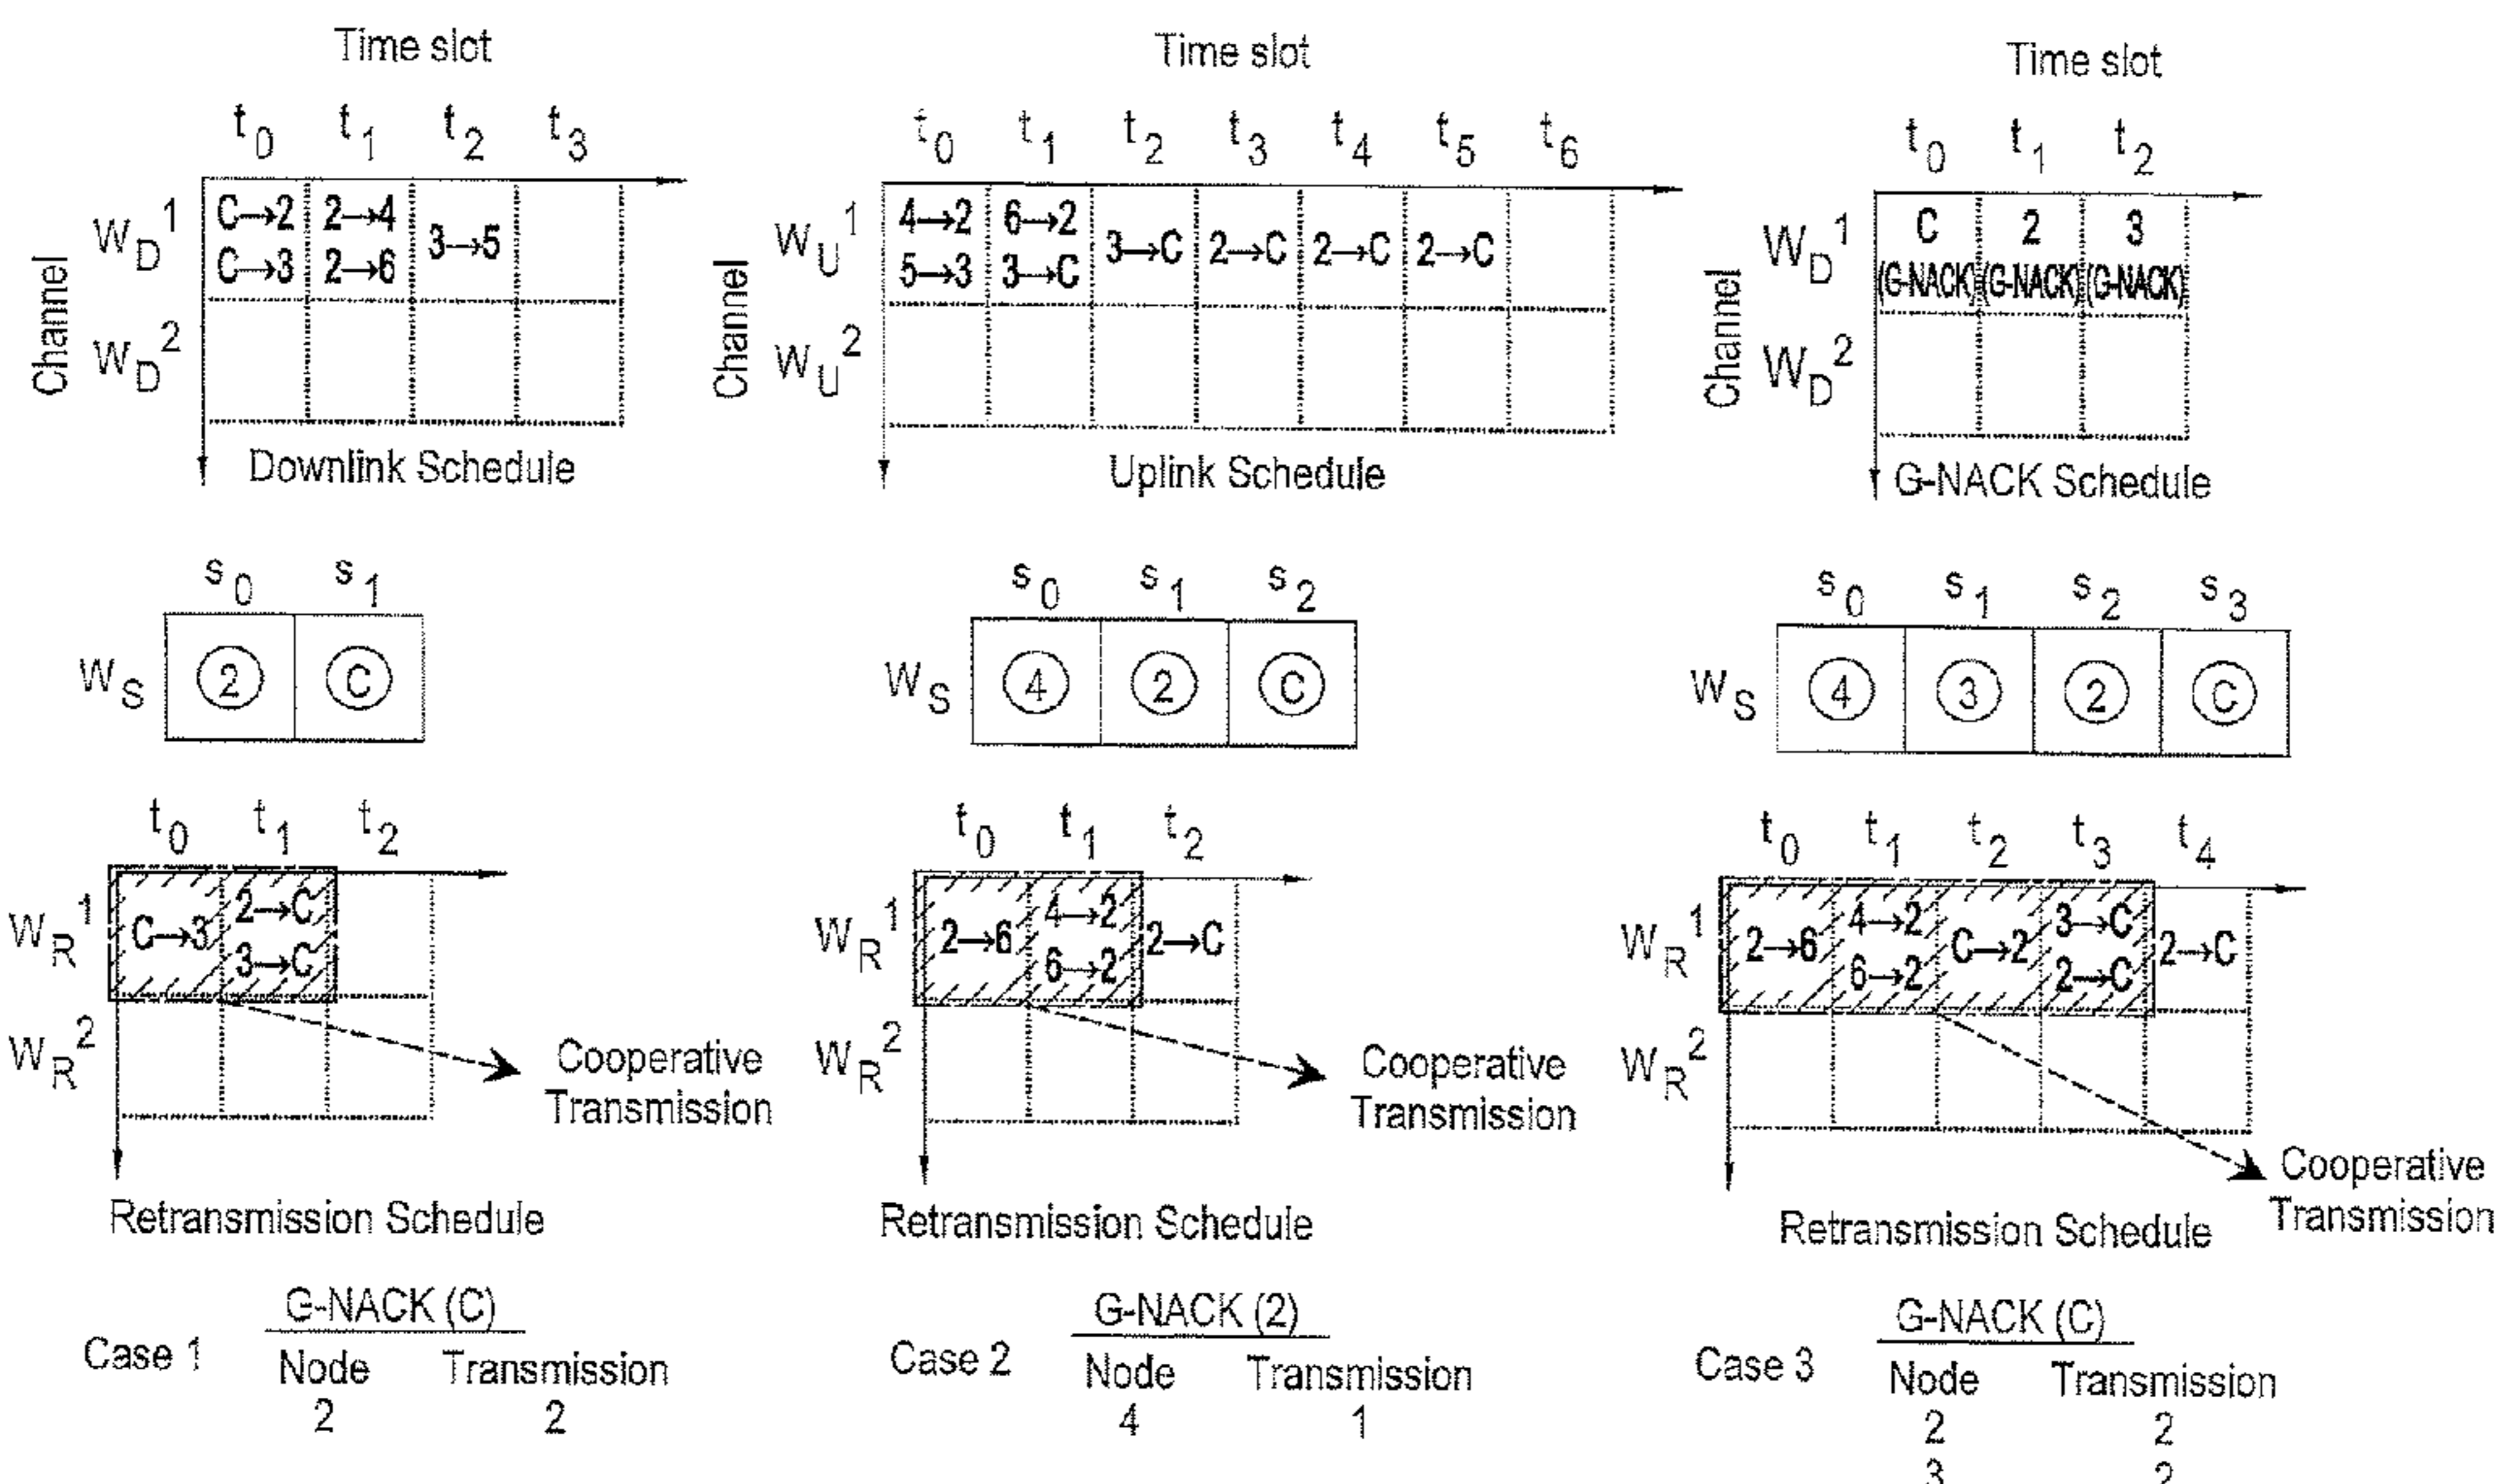 Time slot
t0 t1 t2 t3
Channel
WD1
C→2 2→4
C→3 2→6
3→5
WD2
Downlink Schedule
Time slot
t0 t1 t2 t3 t4 t5 t6
Channel
WU1
4→2 6→2
5→3 3→C
3→C 2→C 2→C 2→C
WU2
Uplink Schedule
Time slot
t0 t1 t2
Channel
WD1
C 2 3
(G-NACK) (G-NACK) (G-NACK)
WD2
G-NACK Schedule
s0 s1
WS 2 C
s0 s1 s2
WS 4 2 C
s0 s1 s2 s3
WS 4 3 2 C
t0 t1 t2
WR1
C→3
2→C
3→C
WR2
Cooperative
Transmission
Retransmission Schedule
t0 t1 t2
WR1
2→6
4→2
6→2
2→C
WR2
Cooperative
Transmission
Retransmission Schedule
t0 t1 t2 t3 t4
WR1
2→6
4→2
6→2
C→2
3→C
2→C
2→C
WR2
Cooperative
Transmission
Retransmission Schedule
Case 1
G-NACK (C)
Node Transmission
2 2
Case 2
G-NACK (2)
Node Transmission
4 1
Case 3
G-NACK (C)
Node Transmission
2 2
3 2